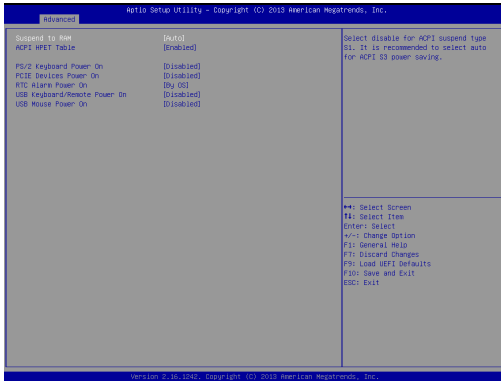 Aptio Setup Utility - Copyright (C) 2013 American Megatrends, Inc.
Advanced
Suspend to RAM [Auto]
ACPI HPET Table [Enabled]
PS/2 Keyboard Power On [Disabled]
PCIE Devices Power On [Disabled]
RTC Alarm Power On [By OS]
USB Keyboard/Remote Power On [Disabled]
USB Mouse Power On [Disabled]
Select disable for ACPI suspend type
S1. It is recommended to select auto
for ACPI S3 power saving.
→←: Select Screen
↑↓: Select Item
Enter: Select
+/-: Change Option
F1: General Help
F7: Discard Changes
F9: Load UEFI Defaults
F10: Save and Exit
ESC: Exit
Version 2.16.1242. Copyright (C) 2013 American Megatrends, Inc.